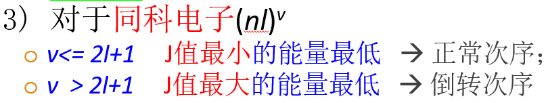 3) 对于同科电子(nl)ᵛ
ν<= 2l+1 J值最小的能量最低 → 正常次序;
ν > 2l+1 J值最大的能量最低 → 倒转次序